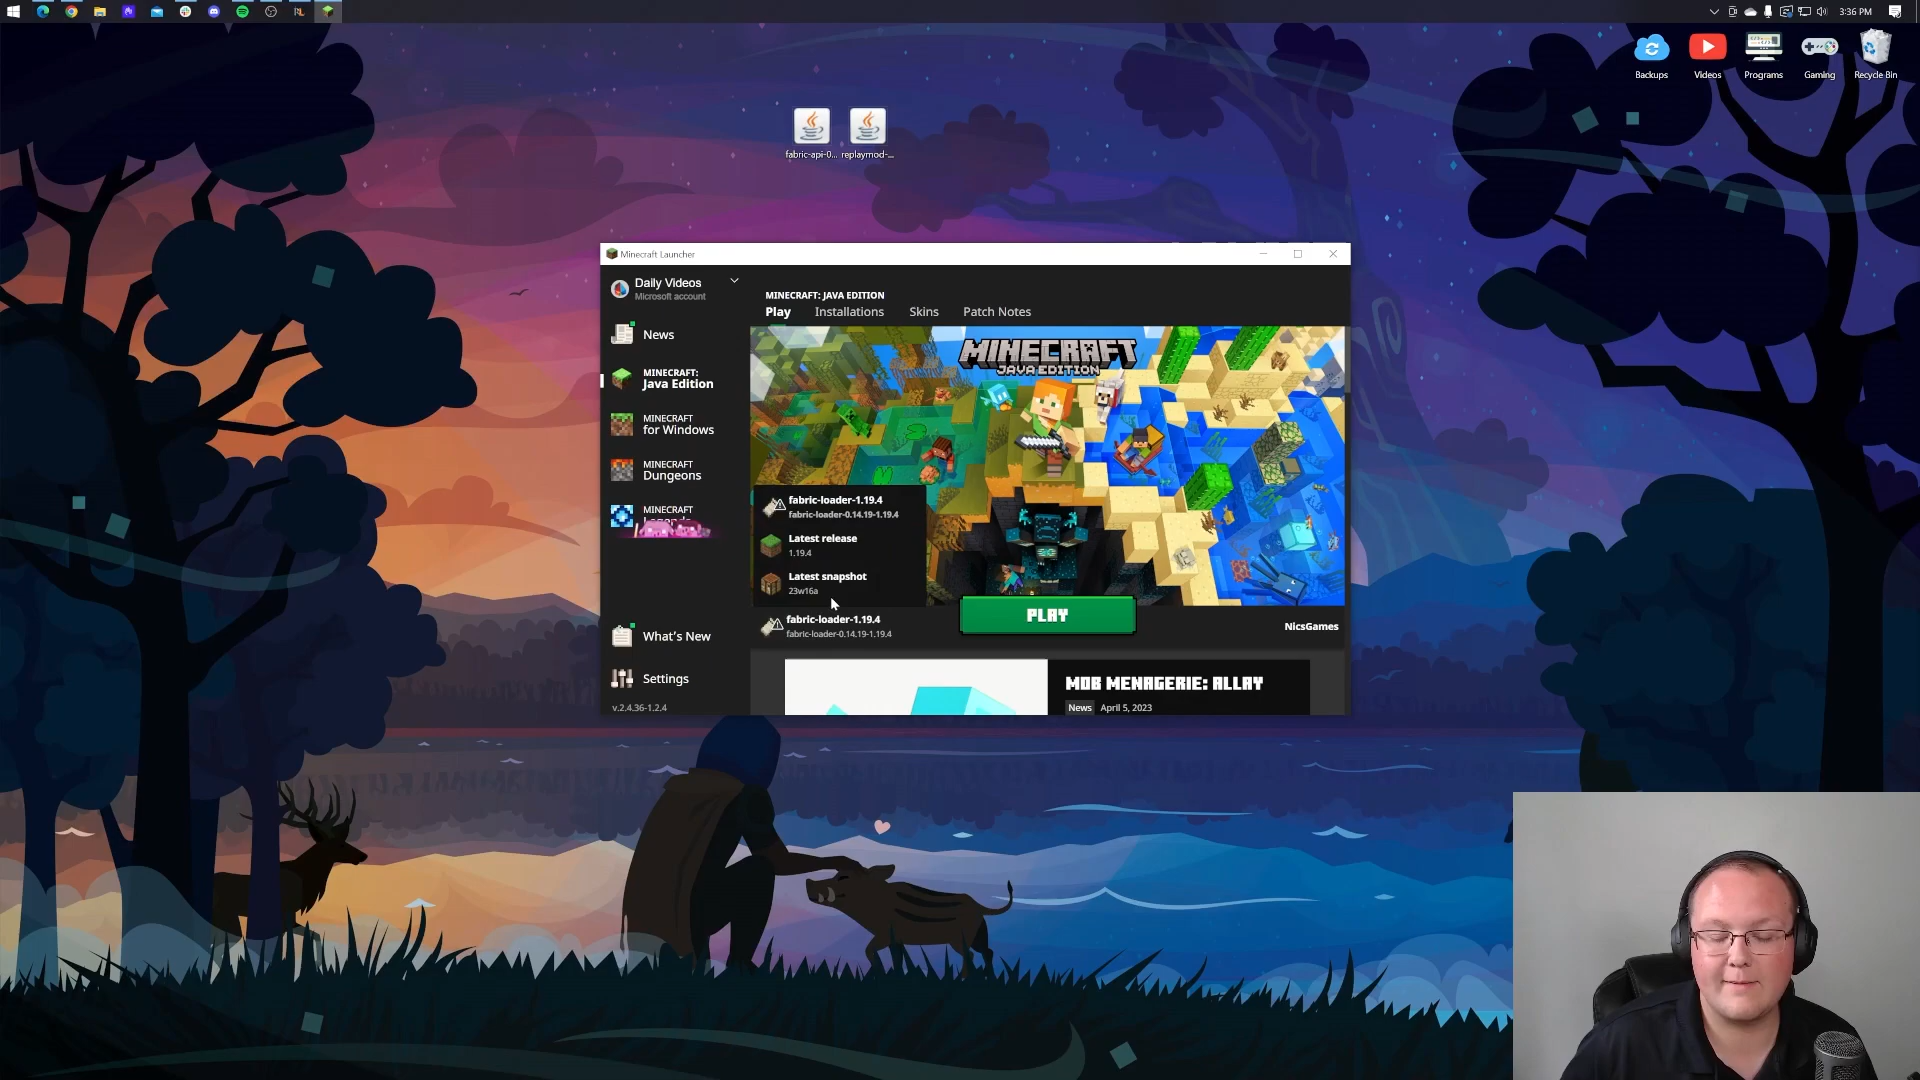 3:36 PM
Backups
Videos
Programs
Gaming
Recycle Bin
fabric-api-0...
replaymod-...
Minecraft Launcher
Daily Videos
Microsoft account
News
MINECRAFT:
Java Edition
MINECRAFT
for Windows
MINECRAFT
Dungeons
MINECRAFT
What's New
Settings
v.2.4.36-1.2.4
MINECRAFT: JAVA EDITION
Play
Installations
Skins
Patch Notes
MINECRAFT
JAVA EDITION
fabric-loader-1.19.4
fabric-loader-0.14.19-1.19.4
Latest release
1.19.4
Latest snapshot
23w16a
fabric-loader-1.19.4
fabric-loader-0.14.19-1.19.4
PLAY
NicsGames
MOB MENAGERIE: ALLAY
News
April 5, 2023